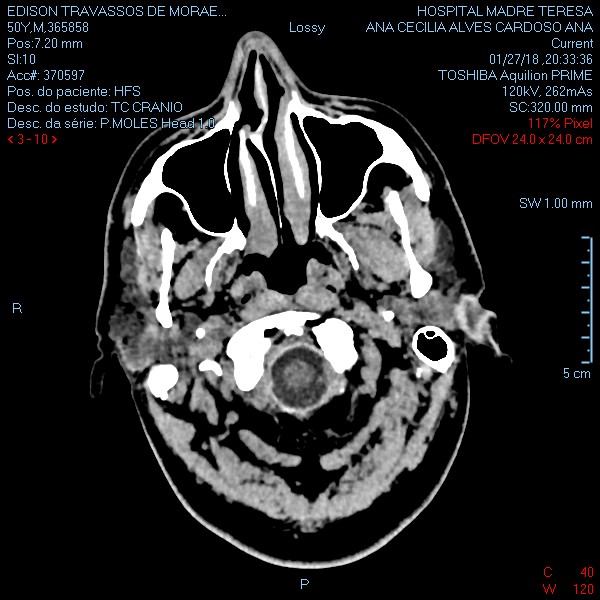 EDISON TRAVASSOS DE MORAE...
50Y,M,365858
Pos:7.20 mm
SI:10
Acc#: 370597
Pos. do paciente: HFS
Desc. do estudo: TC CRANIO
Desc. da série: P.MOLES Head 1.0
< 3 - 10 >
Lossy
HOSPITAL MADRE TERESA
ANA CECILIA ALVES CARDOSO ANA
Current
01/27/18 ,20:33:36
TOSHIBA Aquilion PRIME
120kV, 262mAs
SC:320.00 mm
117% Pixel
DFOV 24.0 x 24.0 cm
SW 1.00 mm
R
5 cm
P
C 40
W 120